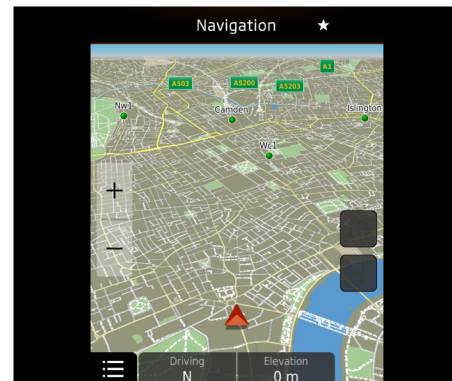 Navigation
A1
A503
A5200
A5203
Nw1
Camden
Islington
Wc1
+
−
Driving
Elevation
N
0 m